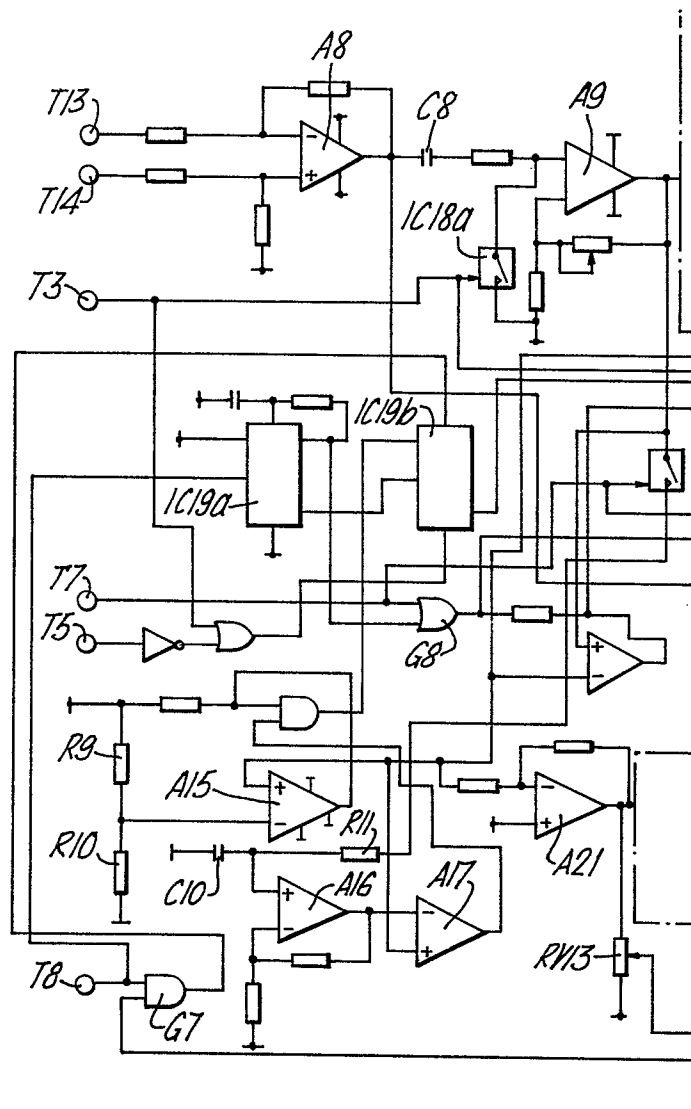 A8
T13
C8
A9
T14
IC18a
T3
IC19b
IC19a
T7
T5
G8
R9
A15
R11
R10
C10
A16
A17
A21
T8
G7
RV13